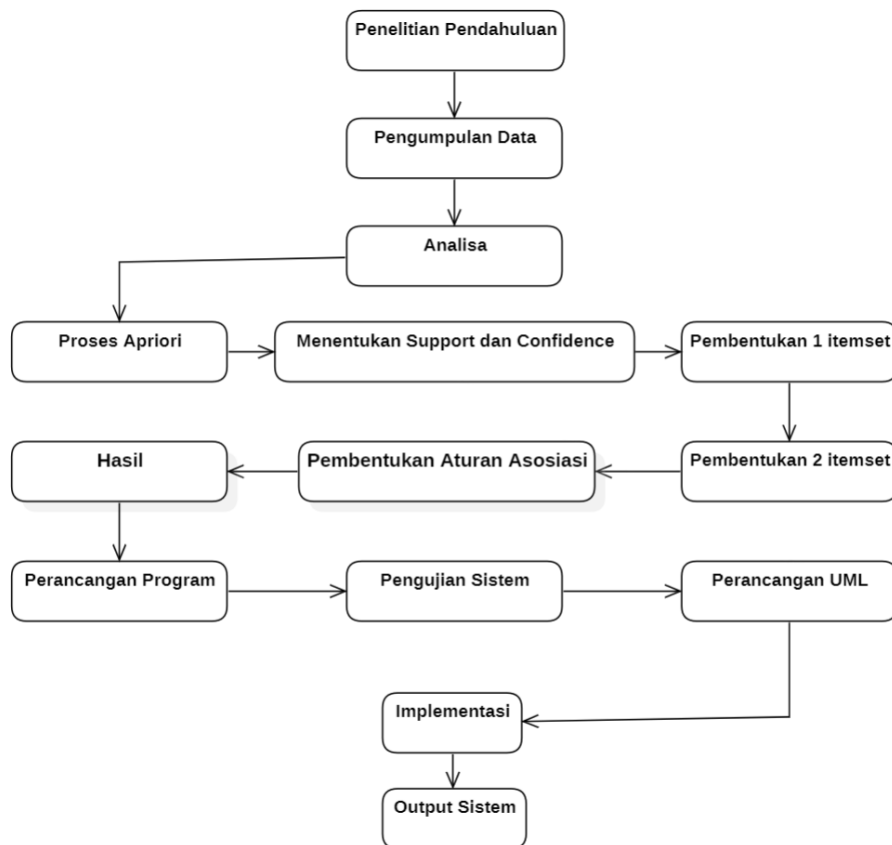 Penelitian Pendahuluan
Pengumpulan Data
Analisa
Proses Apriori
Menentukan Support dan Confidence
Pembentukan 1 itemset
Pembentukan 2 itemset
Pembentukan Aturan Asosiasi
Hasil
Perancangan Program
Pengujian Sistem
Perancangan UML
Implementasi
Output Sistem